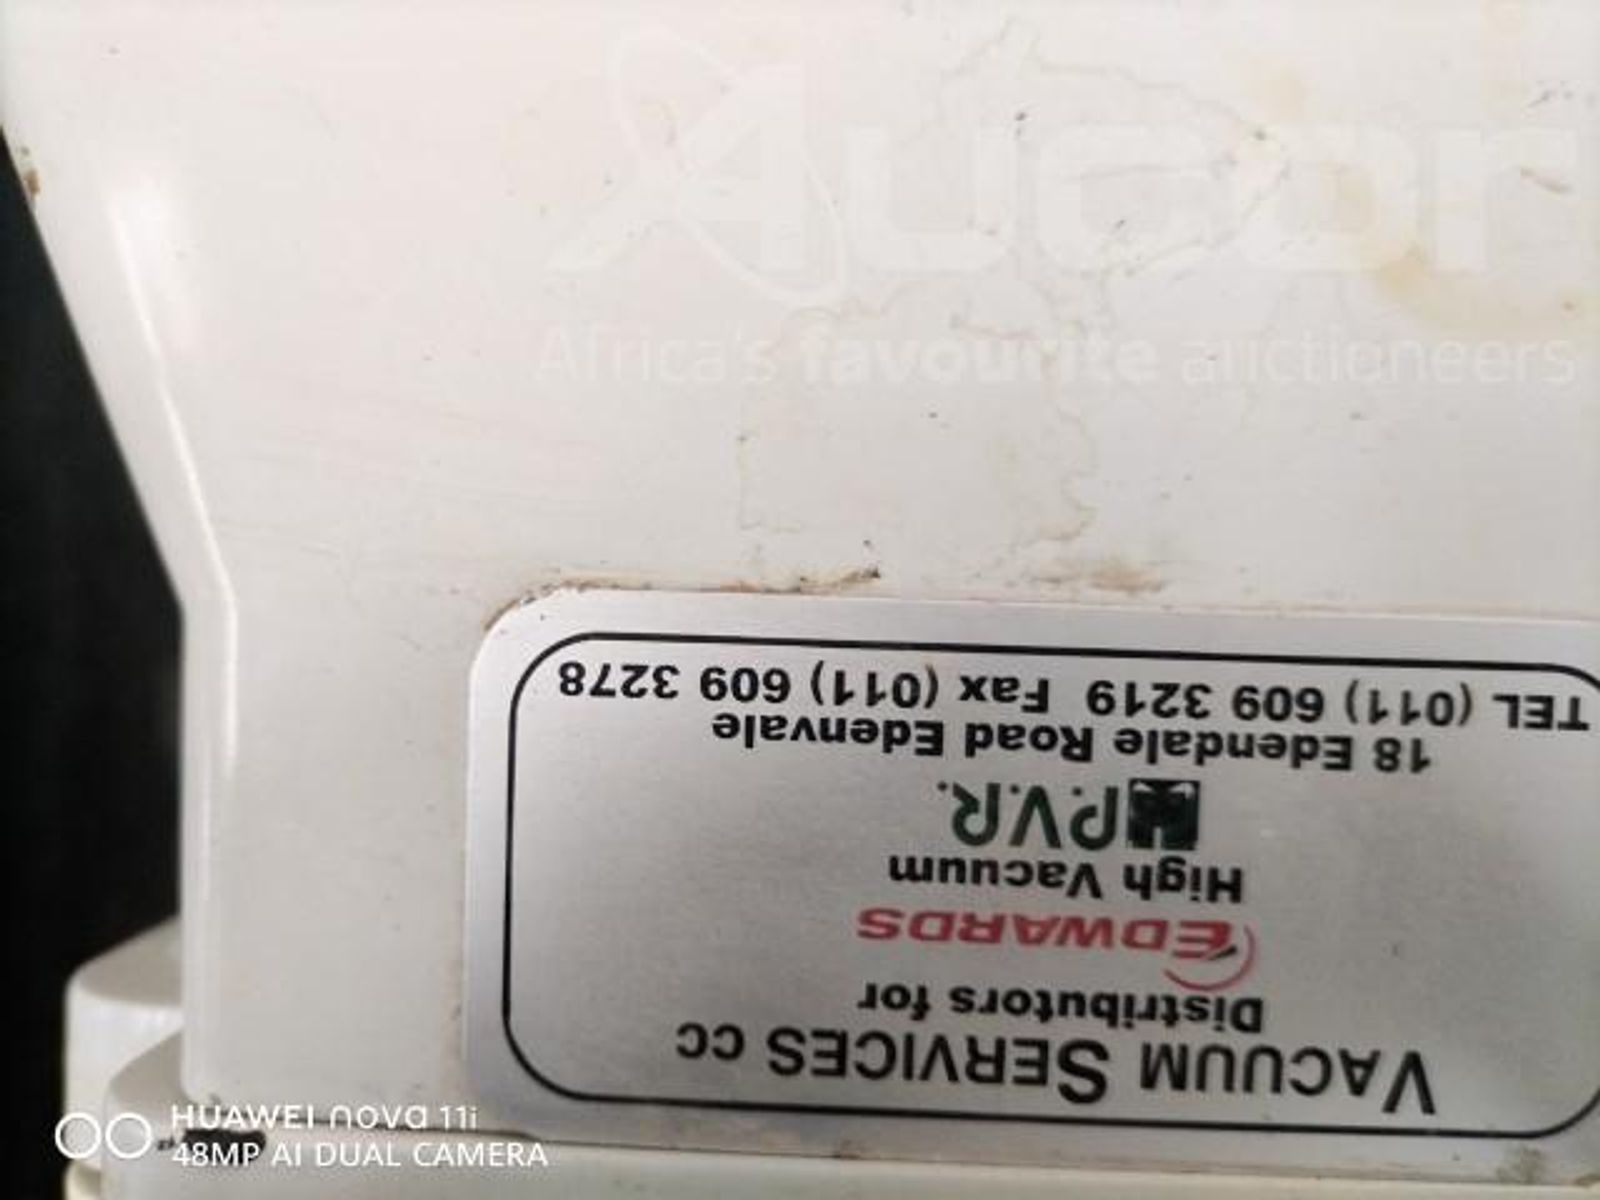 Aucor
Africa's favourite auctioneers
VACUUM SERVICES CC
Distributors for
EDWARDS
High Vacuum
P.V.R.
18 Edendale Road Edenvale
TEL (011) 609 3219 Fax (011) 609 3278
HUAWEI nova 11i
48MP AI DUAL CAMERA